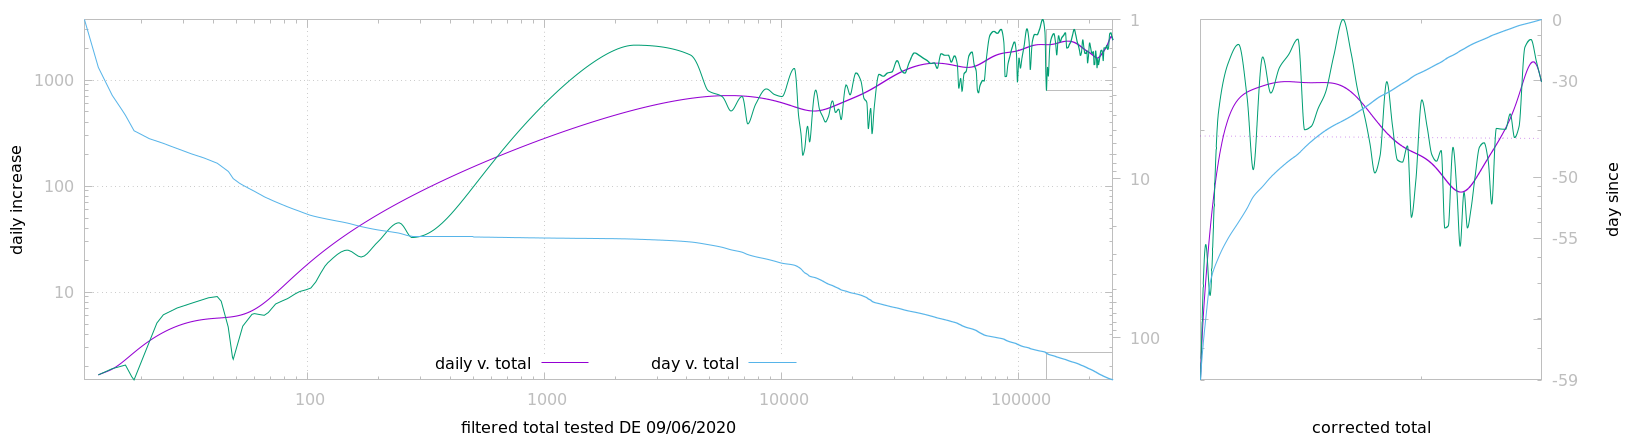 daily increase
1000
100
10
daily v. total
day v. total
1
10
100
100
1000
10000
100000
filtered total tested DE 09/06/2020
0
-30
-50
-55
-59
day since
corrected total